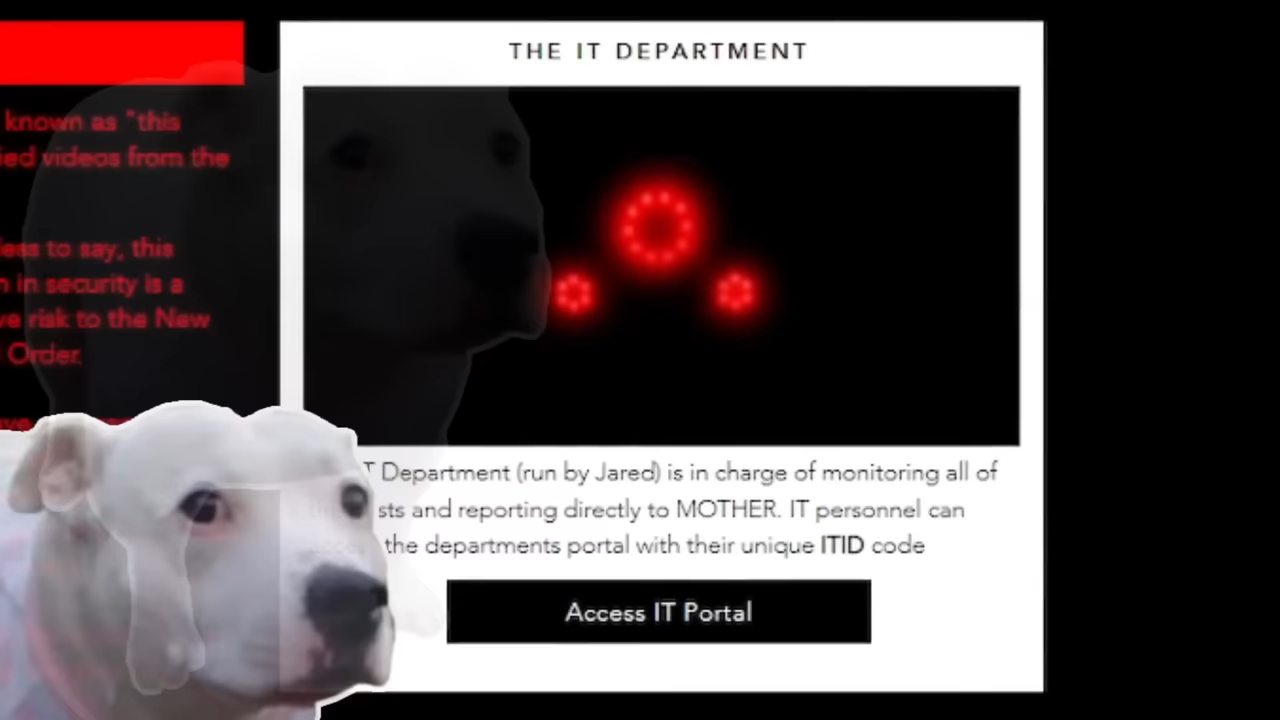 known as "this
ied videos from the
less to say, this
n in security is a
ve risk to the New
Order.
THE IT DEPARTMENT
T Department (run by Jared) is in charge of monitoring all of
sts and reporting directly to MOTHER. IT personnel can
the departments portal with their unique ITID code
Access IT Portal